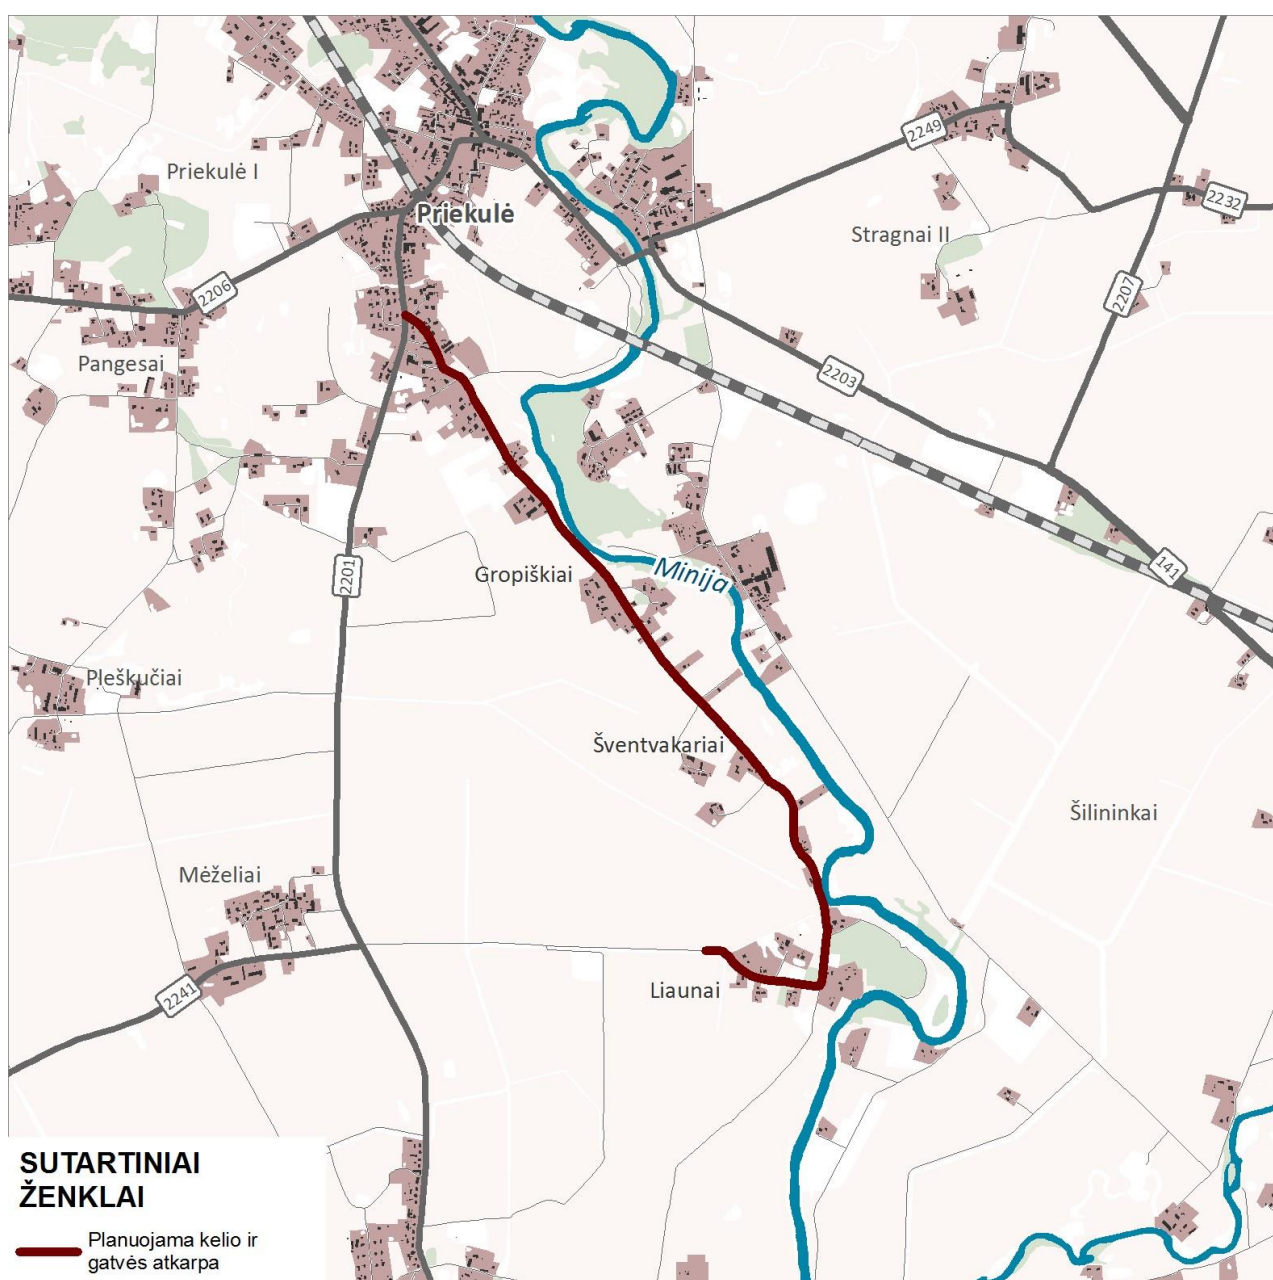 2249
Priekulė I
2232
Priekulė
Stragnai II
2206
2207
Pangesai
2203
141
Gropiškiai
Minija
2201
Pleškučiai
Šventvakariai
Šilininkai
Mėželiai
Liaunai
2241
SUTARTINIAI
ŽENKLAI
Planuojama kelio ir
gatvės atkarpa